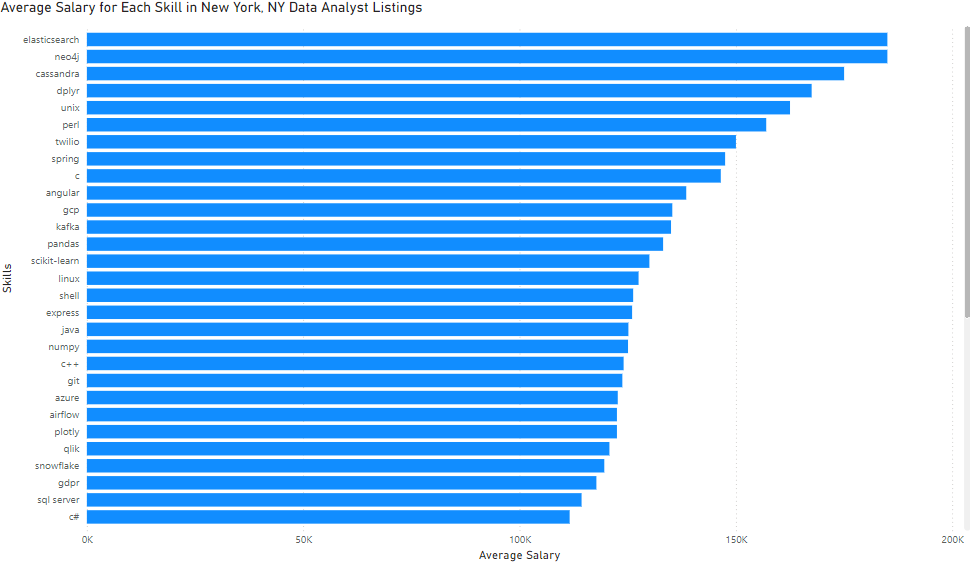 Average Salary for Each Skill in New York, NY Data Analyst Listings
Skills
elasticsearch
neo4j
cassandra
dplyr
unix
perl
twilio
spring
c
angular
gcp
kafka
pandas
scikit-learn
linux
shell
express
java
numpy
c++
git
azure
airflow
plotly
qlik
snowflake
gdpr
sql server
c#
0K 50K 100K 150K 200K
Average Salary